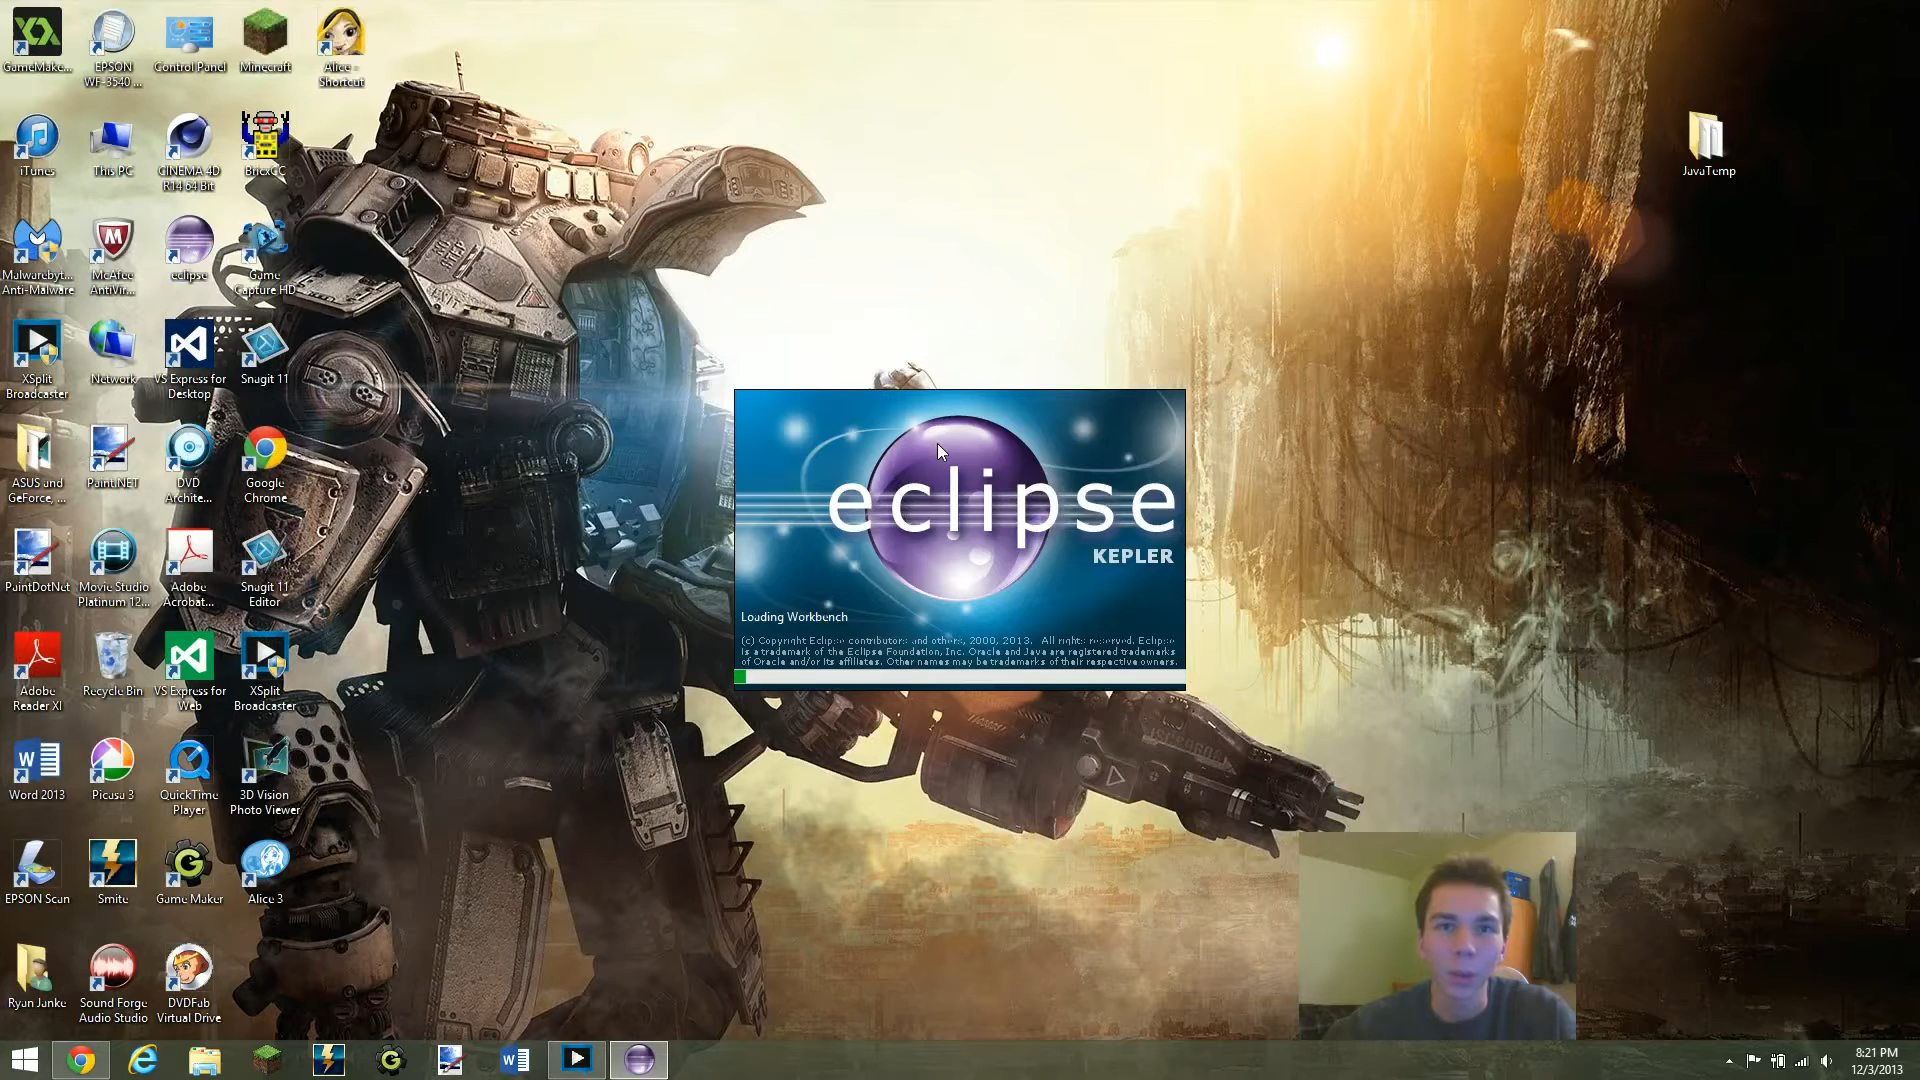 GameMake...
EPSON
WF-3540 ...
Control Panel
Minecraft
Alice -
Shortcut
iTunes
This PC
CINEMA 4D
R14 64 Bit
BricxCC
JavaTemp
Malwareby...
Anti-Malware
McAfee
AntiVir...
eclipse
Game
Capture HD
XSplit
Broadcaster
Network
VS Express for
Desktop
Snagit 11
ASUS and
GeForce, ...
Paint.NET
DVD
Archite...
Google
Chrome
PaintDotNet
Movie Studio
Platinum 12...
Adobe
Acrobat...
Snagit 11
Editor
Adobe
Reader XI
Recycle Bin
VS Express for
Web
XSplit
Broadcaster
Word 2013
Picasa 3
QuickTime
Player
3D Vision
Photo Viewer
EPSON Scan
Smite
Game Maker
Alice 3
Ryan Janke
Sound Forge
Audio Studio
DVDFab
Virtual Drive
eclipse
KEPLER
Loading Workbench
(c) Copyright Eclipse contributors and others, 2000, 2013. All rights reserved. Eclipse
is a trademark of the Eclipse Foundation, Inc. Oracle and Java are registered trademarks
of Oracle and/or its affiliates. Other names may be trademarks of their respective owners.
8:21 PM
12/3/2013